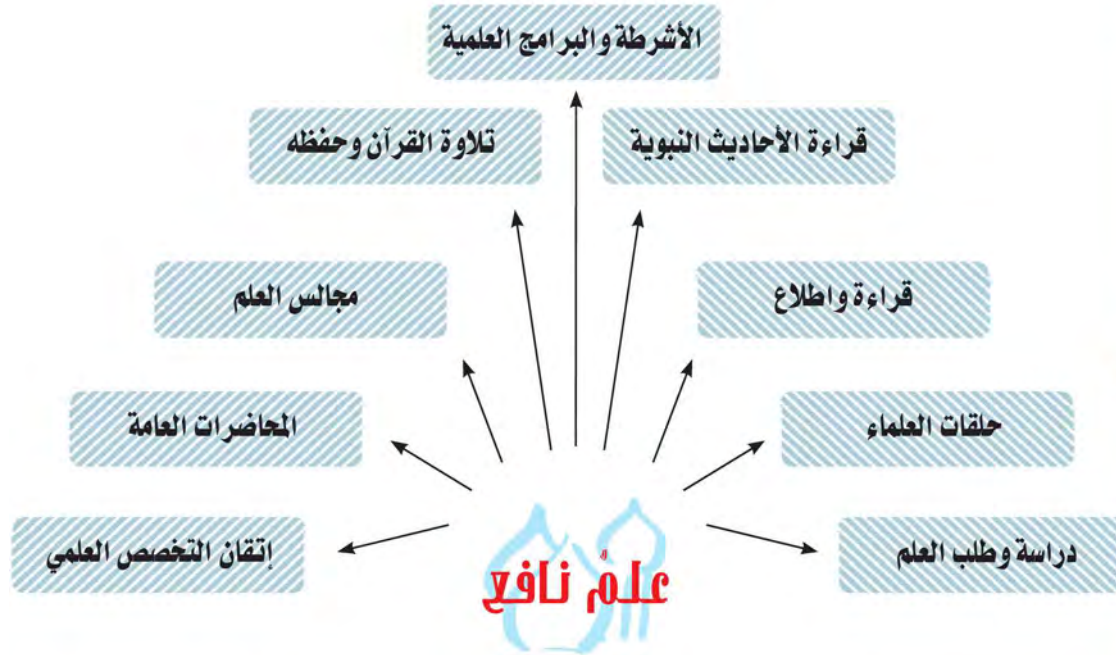 الأشرطة والبرامج العلمية
قراءة الأحاديث النبوية
تلاوة القرآن وحفظه
قراءة واطلاع
مجالس العلم
حلقات العلماء
المحاضرات العامة
دراسة وطلب العلم
إتقان التخصص العلمي
علمٌ نافع